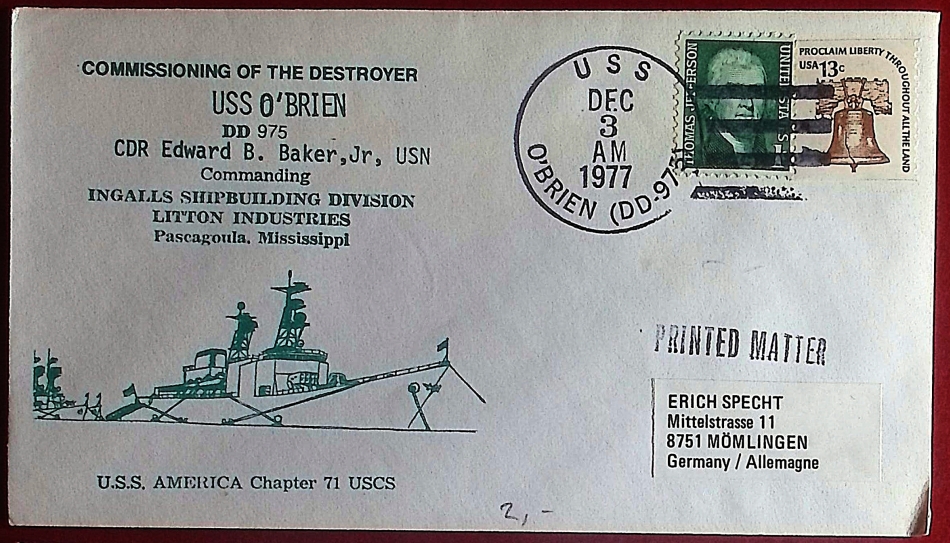 COMMISSIONING OF THE DESTROYER
USS O'BRIEN
DD 975
CDR Edward B. Baker,Jr, USN
Commanding
INGALLS SHIPBUILDING DIVISION
LITTON INDUSTRIES
Pascagoula. Mississippi
USS
DEC
3
AM
1977
O'BRIEN (DD-975)
THOMAS JEFFERSON
UNITED STA S
1
PROCLAIM LIBERTY THROUGHOUT ALL THE LAND
USA 13c
PRINTED MATTER
ERICH SPECHT
Mittelstrasse 11
8751 MÖMLINGEN
Germany / Allemagne
U.S.S. AMERICA Chapter 71 USCS
2,-